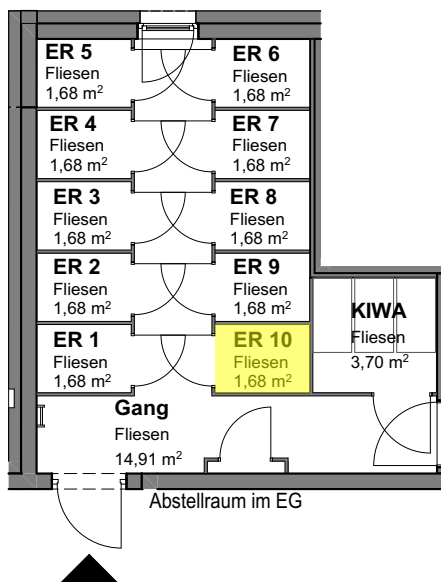 ER 5
Fliesen
1,68 m²
ER 6
Fliesen
1,68 m²
ER 4
Fliesen
1,68 m²
ER 7
Fliesen
1,68 m²
ER 3
Fliesen
1,68 m²
ER 8
Fliesen
1,68 m²
ER 2
Fliesen
1,68 m²
ER 9
Fliesen
1,68 m²
KIWA
Fliesen
3,70 m²
ER 1
Fliesen
1,68 m²
ER 10
Fliesen
1,68 m²
Gang
Fliesen
14,91 m²
Abstellraum im EG